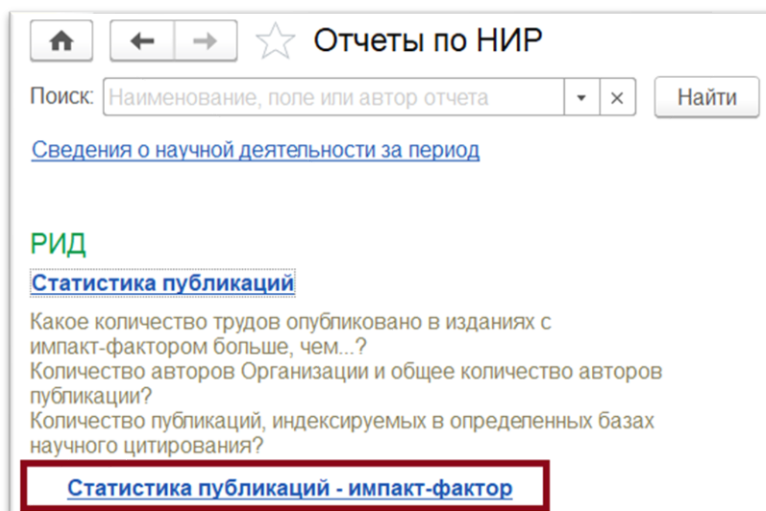 Отчеты по НИР
Поиск: Наименование, поле или автор отчета Найти
Сведения о научной деятельности за период
РИД
Статистика публикаций
Какое количество трудов опубликовано в изданиях с
импакт-фактором больше, чем...?
Количество авторов Организации и общее количество авторов
публикации?
Количество публикаций, индексируемых в определенных базах
научного цитирования?
Статистика публикаций - импакт-фактор